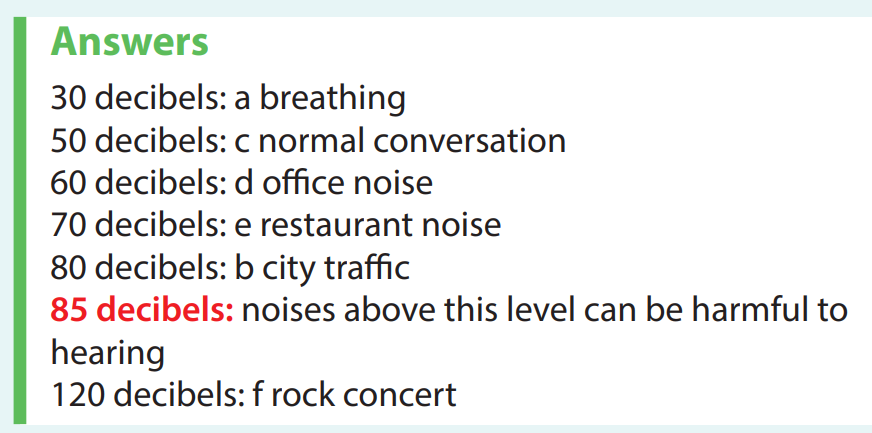 Answers
30 decibels: a breathing
50 decibels: c normal conversation
60 decibels: d office noise
70 decibels: e restaurant noise
80 decibels: b city traffic
85 decibels: noises above this level can be harmful to
hearing
120 decibels: f rock concert